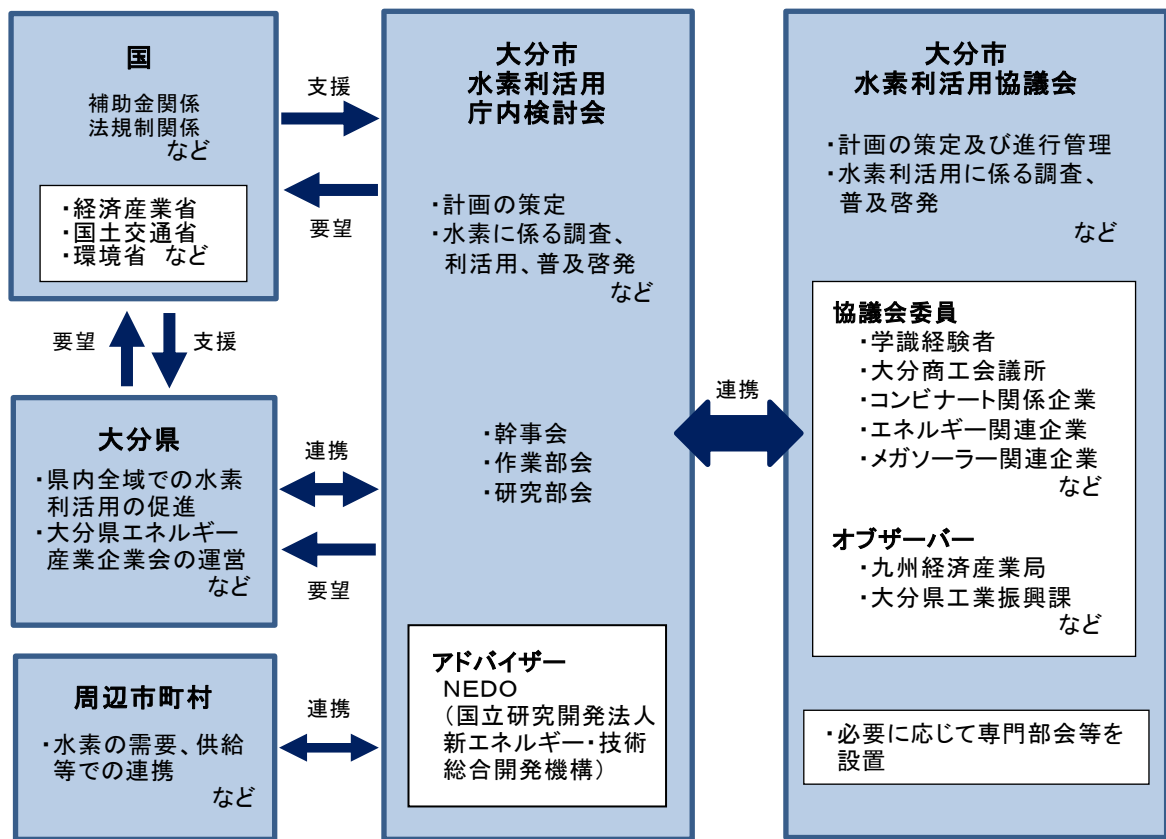 国
補助金関係
法規制関係
など
・経済産業省
・国土交通省
・環境省 など
要望
支援
大分県
・県内全域での水素
利活用の促進
・大分県エネルギー
産業企業会の運営
など
周辺市町村
・水素の需要、供給
等での連携
など
支援
要望
連携
要望
連携
大分市
水素利活用
庁内検討会
・計画の策定
・水素に係る調査、
利活用、普及啓発
など
・幹事会
・作業部会
・研究部会
アドバイザー
NEDO
（国立研究開発法人
新エネルギー・技術
総合開発機構）
連携
大分市
水素利活用協議会
・計画の策定及び進行管理
・水素利活用に係る調査、
普及啓発
など
協議会委員
・学識経験者
・大分商工会議所
・コンビナート関係企業
・エネルギー関連企業
・メガソーラー関連企業
など
オブザーバー
・九州経済産業局
・大分県工業振興課
など
・必要に応じて専門部会等を
設置